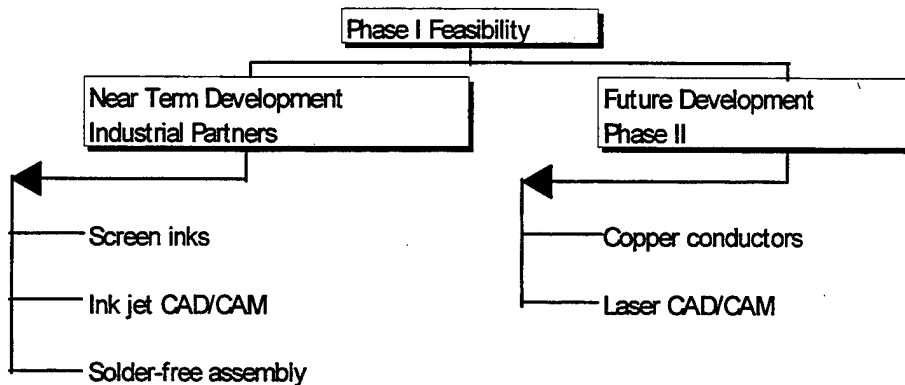 Phase I Feasibility
Near Term Development
Industrial Partners
Future Development
Phase II
Screen inks
Ink jet CAD/CAM
Solder-free assembly
Copper conductors
Laser CAD/CAM